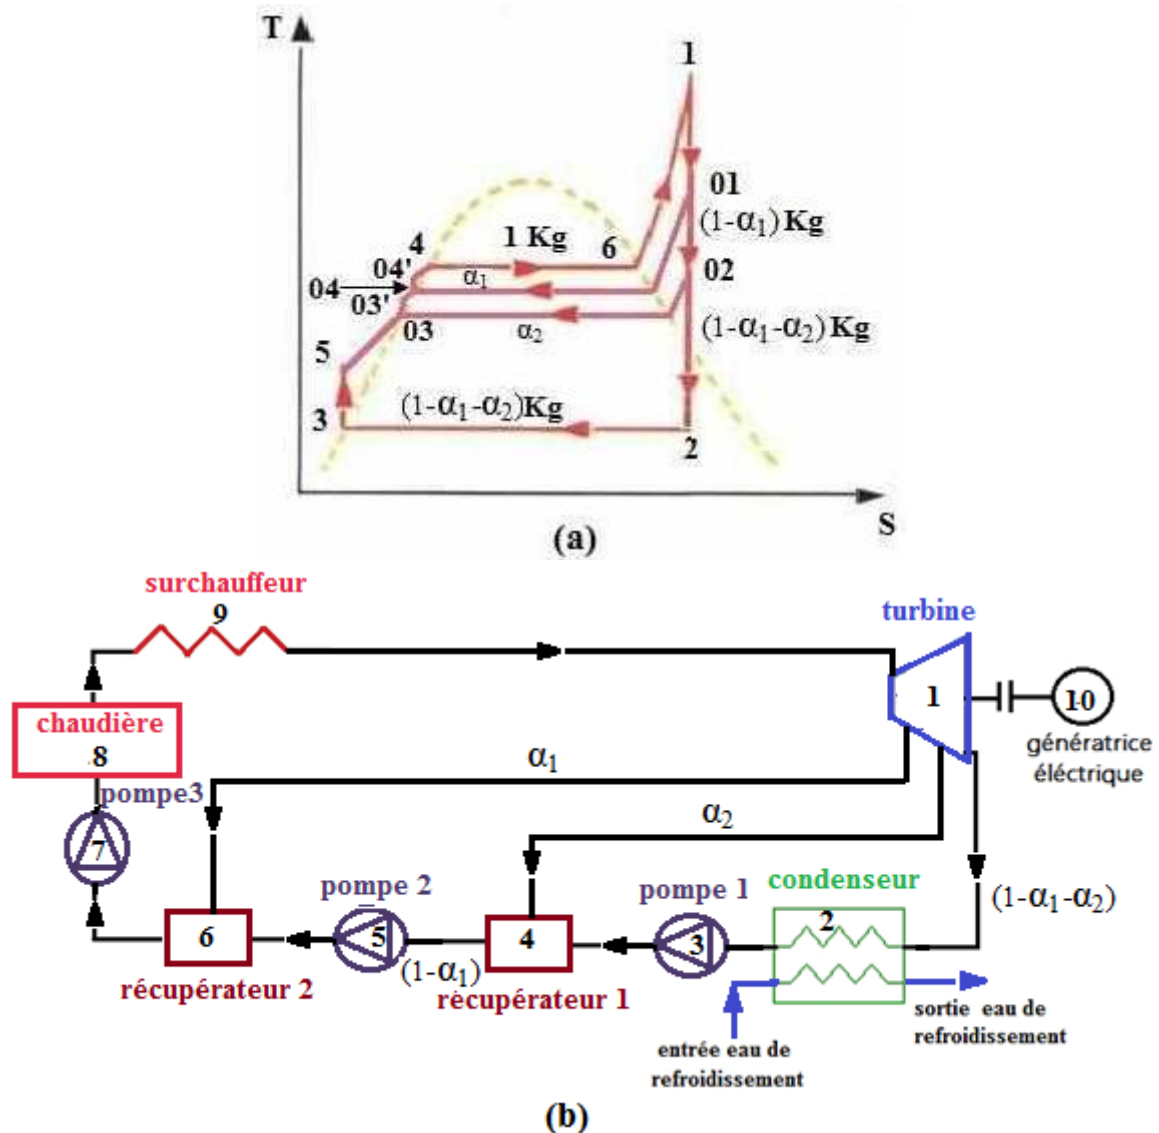 T
1
01
(1-α₁)Kg
4 1 Kg 6
04' α₁ 02
04
03'
03 α₂ (1-α₁-α₂)Kg
5
(1-α₁-α₂)Kg
3
2
S
(a)
surchauffeur
9
turbine
1
10
génératrice
éléctrique
chaudière
8
α₁
pompe3
α₂
7
pompe 2 pompe 1 condenseur
(1-α₁-α₂)
6 5 4 3 2
(1-α₁)
récupérateur 2 rècupérateur 1
sortie eau de
refroidissement
entrée eau de
refroidissement
(b)